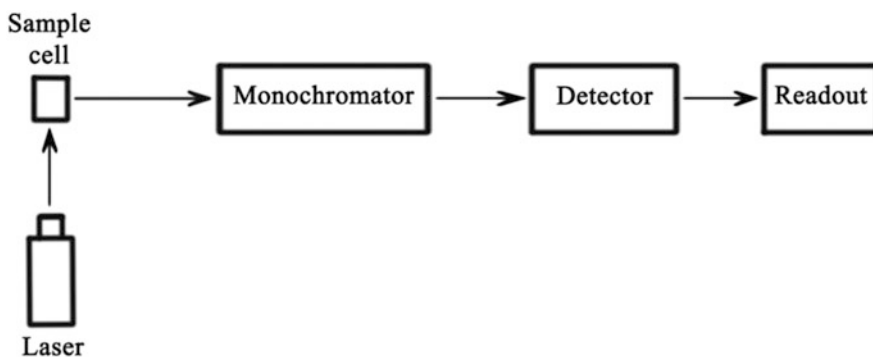 Sample
cell
Monochromator
Detector
Readout
Laser